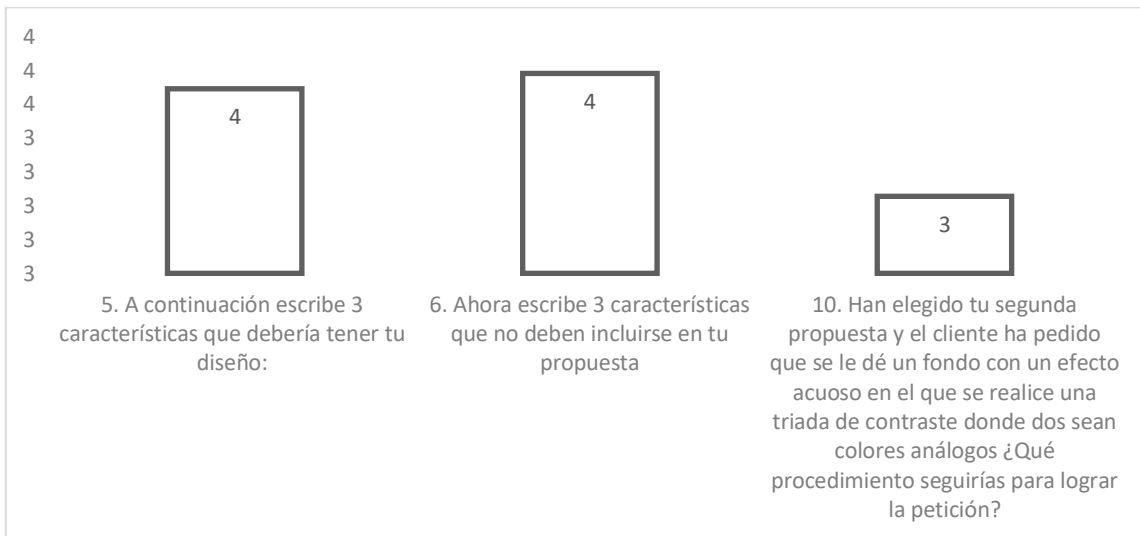 4
4
4
3
3
3
3
3
4
4
3
5. A continuación escribe 3
características que debería tener tu
diseño:
6. Ahora escribe 3 características
que no deben incluirse en tu
propuesta
10. Han elegido tu segunda
propuesta y el cliente ha pedido
que se le dé un fondo con un efecto
acuoso en el que se realice una
triada de contraste donde dos sean
colores análogos ¿Qué
procedimiento seguirías para lograr
la petición?